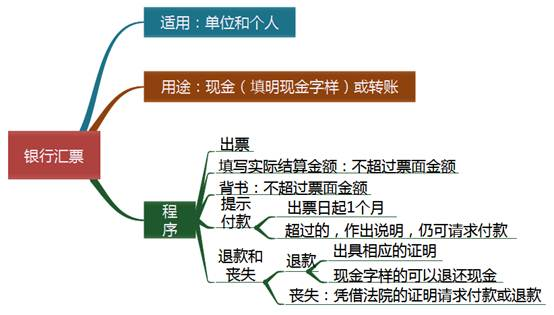 适用：单位和个人
用途：现金（填明现金字样）或转账
银行汇票
程
序
出票
填写实际结算金额：不超过票面金额
背书：不超过票面金额
提示
付款
出票日起1个月
超过的，作出说明，仍可请求付款
退款和
丧失
退款
出具相应的证明
现金字样的可以退还现金
丧失：凭借法院的证明请求付款或退款